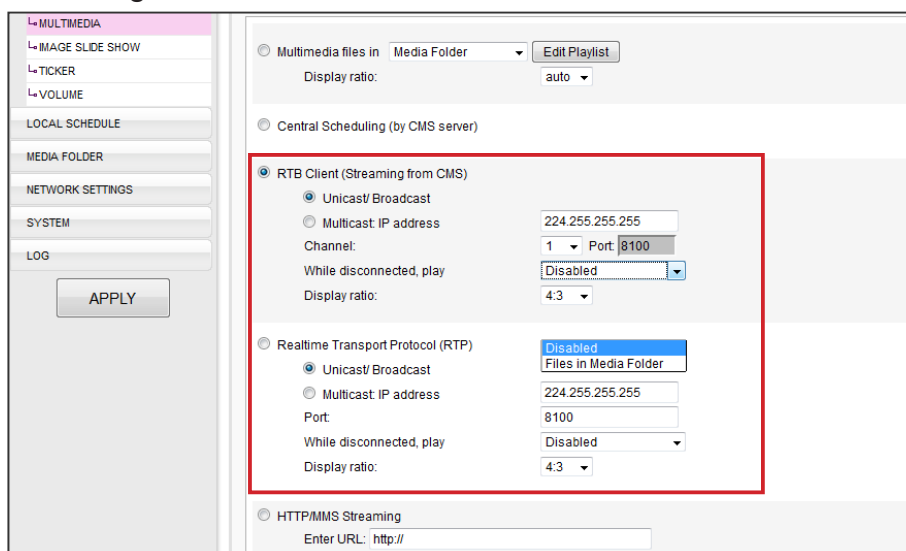 MULTIMEDIA
IMAGE SLIDE SHOW
TICKER
VOLUME
LOCAL SCHEDULE
MEDIA FOLDER
NETWORK SETTINGS
SYSTEM
LOG
APPLY
Multimedia files in Media Folder Edit Playlist
Display ratio: auto
Central Scheduling (by CMS server)
RTB Client (Streaming from CMS)
Unicast/ Broadcast
Multicast: IP address 224.255.255.255
Channel: 1 Port: 8100
While disconnected, play Disabled
Display ratio: 4:3
Realtime Transport Protocol (RTP) Disabled
Unicast/ Broadcast Files in Media Folder
Multicast: IP address 224.255.255.255
Port: 8100
While disconnected, play Disabled
Display ratio: 4:3
HTTP/MMS Streaming
Enter URL: http://